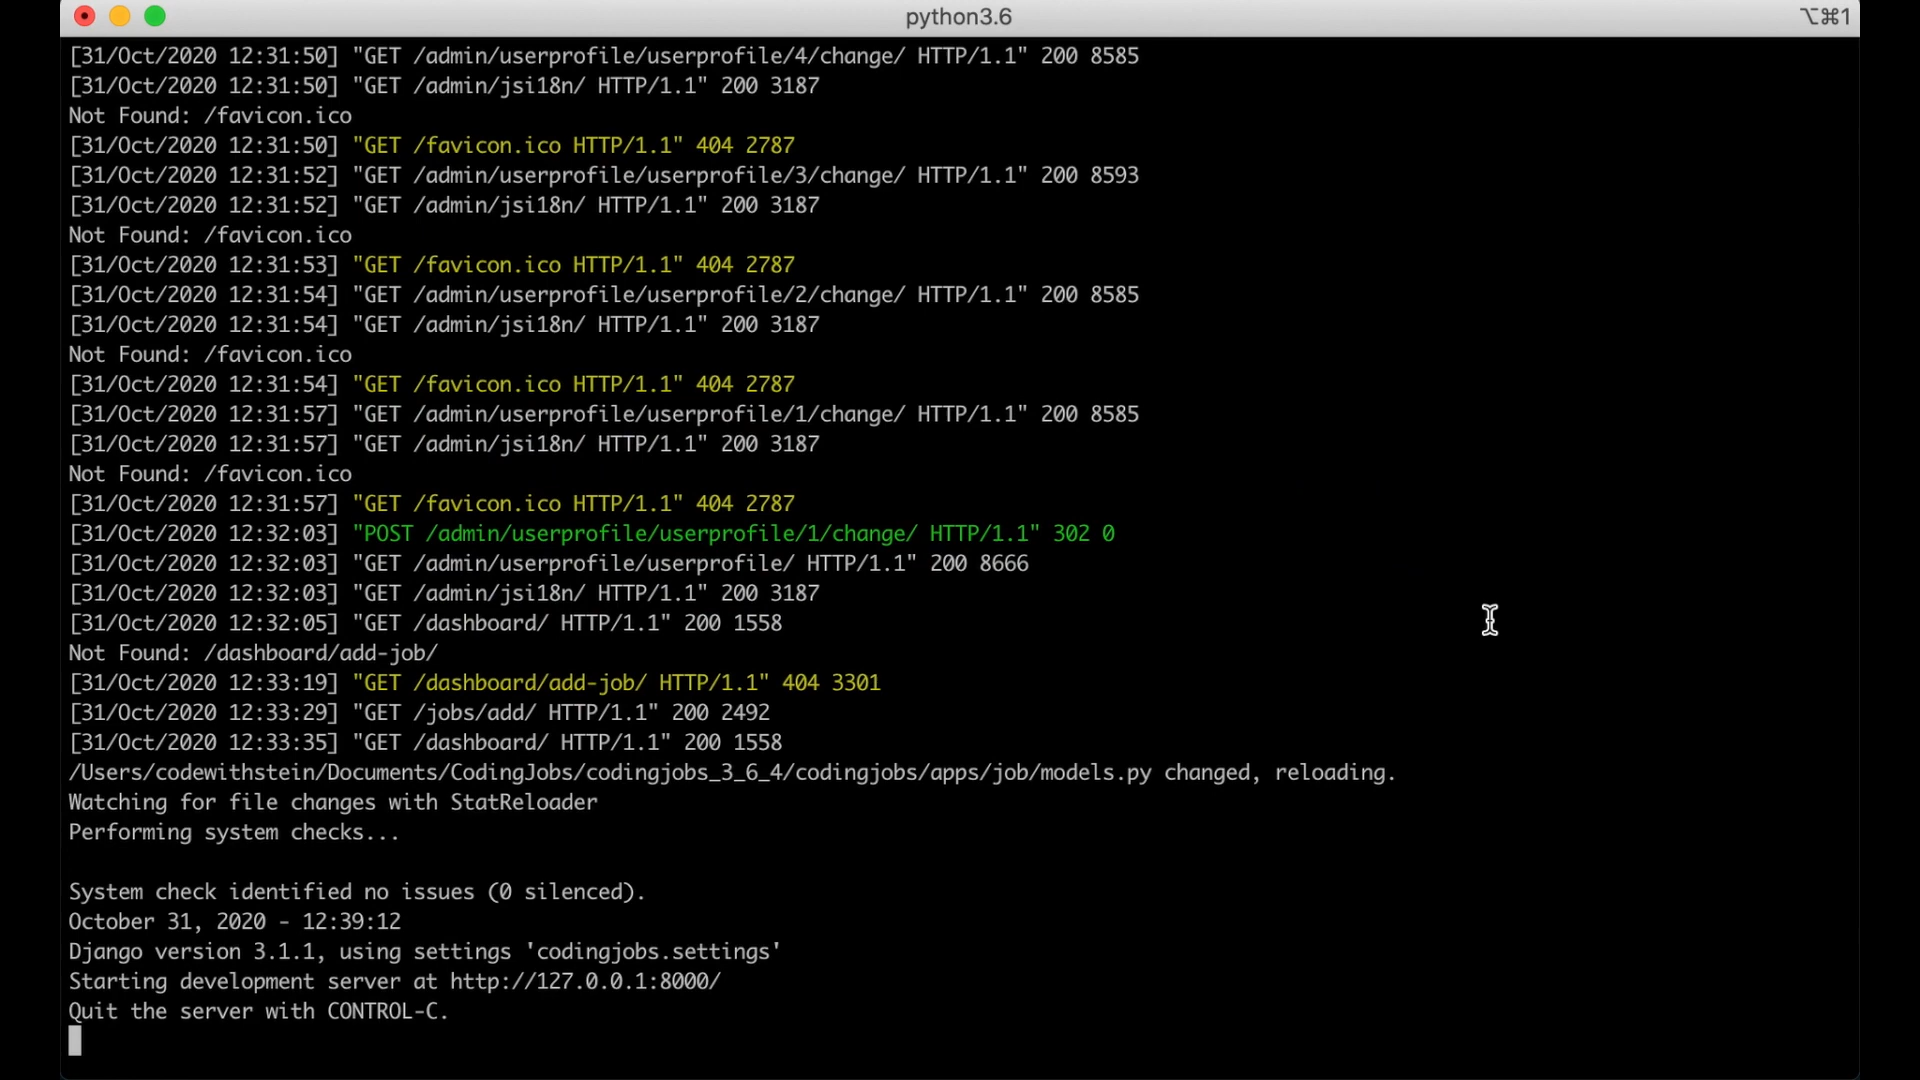 python3.6
⌥⌘1
[31/Oct/2020 12:31:50] "GET /admin/userprofile/userprofile/4/change/ HTTP/1.1" 200 8585
[31/Oct/2020 12:31:50] "GET /admin/jsi18n/ HTTP/1.1" 200 3187
Not Found: /favicon.ico
[31/Oct/2020 12:31:50] "GET /favicon.ico HTTP/1.1" 404 2787
[31/Oct/2020 12:31:52] "GET /admin/userprofile/userprofile/3/change/ HTTP/1.1" 200 8593
[31/Oct/2020 12:31:52] "GET /admin/jsi18n/ HTTP/1.1" 200 3187
Not Found: /favicon.ico
[31/Oct/2020 12:31:53] "GET /favicon.ico HTTP/1.1" 404 2787
[31/Oct/2020 12:31:54] "GET /admin/userprofile/userprofile/2/change/ HTTP/1.1" 200 8585
[31/Oct/2020 12:31:54] "GET /admin/jsi18n/ HTTP/1.1" 200 3187
Not Found: /favicon.ico
[31/Oct/2020 12:31:54] "GET /favicon.ico HTTP/1.1" 404 2787
[31/Oct/2020 12:31:57] "GET /admin/userprofile/userprofile/1/change/ HTTP/1.1" 200 8585
[31/Oct/2020 12:31:57] "GET /admin/jsi18n/ HTTP/1.1" 200 3187
Not Found: /favicon.ico
[31/Oct/2020 12:31:57] "GET /favicon.ico HTTP/1.1" 404 2787
[31/Oct/2020 12:32:03] "POST /admin/userprofile/userprofile/1/change/ HTTP/1.1" 302 0
[31/Oct/2020 12:32:03] "GET /admin/userprofile/userprofile/ HTTP/1.1" 200 8666
[31/Oct/2020 12:32:03] "GET /admin/jsi18n/ HTTP/1.1" 200 3187
[31/Oct/2020 12:32:05] "GET /dashboard/ HTTP/1.1" 200 1558
Not Found: /dashboard/add-job/
[31/Oct/2020 12:33:19] "GET /dashboard/add-job/ HTTP/1.1" 404 3301
[31/Oct/2020 12:33:29] "GET /jobs/add/ HTTP/1.1" 200 2492
[31/Oct/2020 12:33:35] "GET /dashboard/ HTTP/1.1" 200 1558
/Users/codewithstein/Documents/CodingJobs/codingjobs_3_6_4/codingjobs/apps/job/models.py changed, reloading.
Watching for file changes with StatReloader
Performing system checks...
System check identified no issues (0 silenced).
October 31, 2020 - 12:39:12
Django version 3.1.1, using settings 'codingjobs.settings'
Starting development server at http://127.0.0.1:8000/
Quit the server with CONTROL-C.